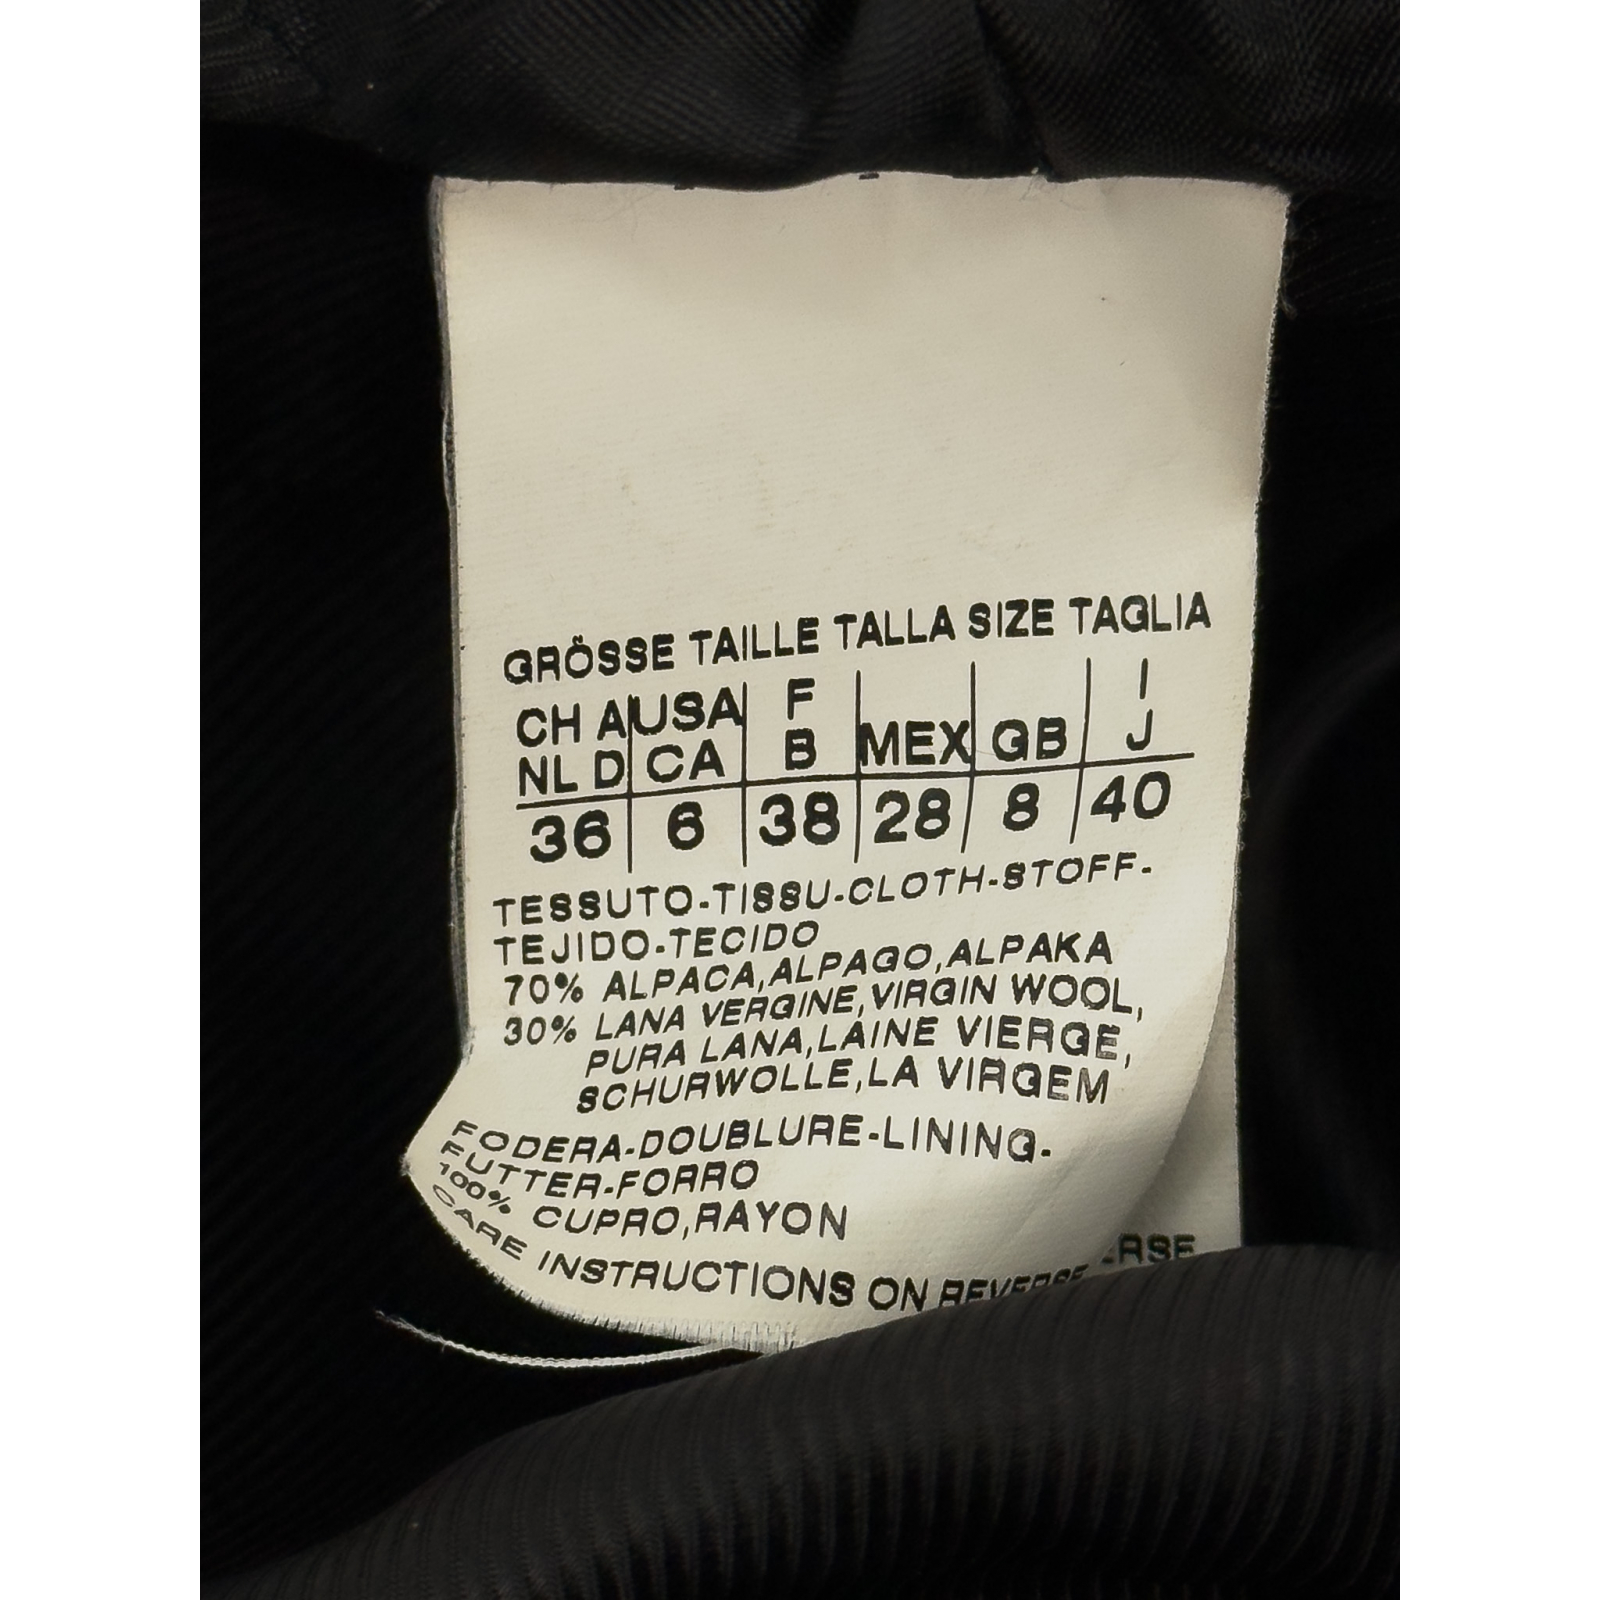 GRÖSSE TAILLE TALLA SIZE TAGLIA
CH A USA F MEX GB I
NL D CA B J
36 6 38 28 8 40
TESSUTO-TISSU-CLOTH-STOFF-
TEJIDO-TECIDO
70% ALPACA,ALPAGO,ALPAKA
30% LANA VERGINE,VIRGIN WOOL,
PURA LANA,LAINE VIERGE,
SCHURWOLLE,LA VIRGEM
FODERA-DOUBLURE-LINING-
FUTTER-FORRO
100% CUPRO,RAYON
CARE INSTRUCTIONS ON REVERSE